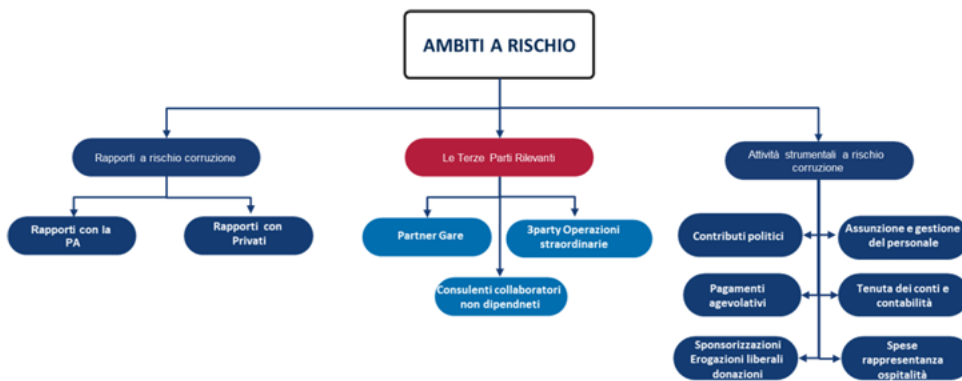 AMBITI A RISCHIO
Rapporti a rischio corruzione
Le Terze Parti Rilevanti
Attività strumentali a rischio
corruzione
Rapporti con la
PA
Rapporti con
Privati
Partner Gare
3party Operazioni
straordinarie
Consulenti collaboratori
non dipendneti
Contributi politici
Assunzione e gestione
del personale
Pagamenti
agevolativi
Tenuta dei conti e
contabilità
Sponsorizzazioni
Erogazioni liberali
donazioni
Spese
rappresentanza
ospitalità